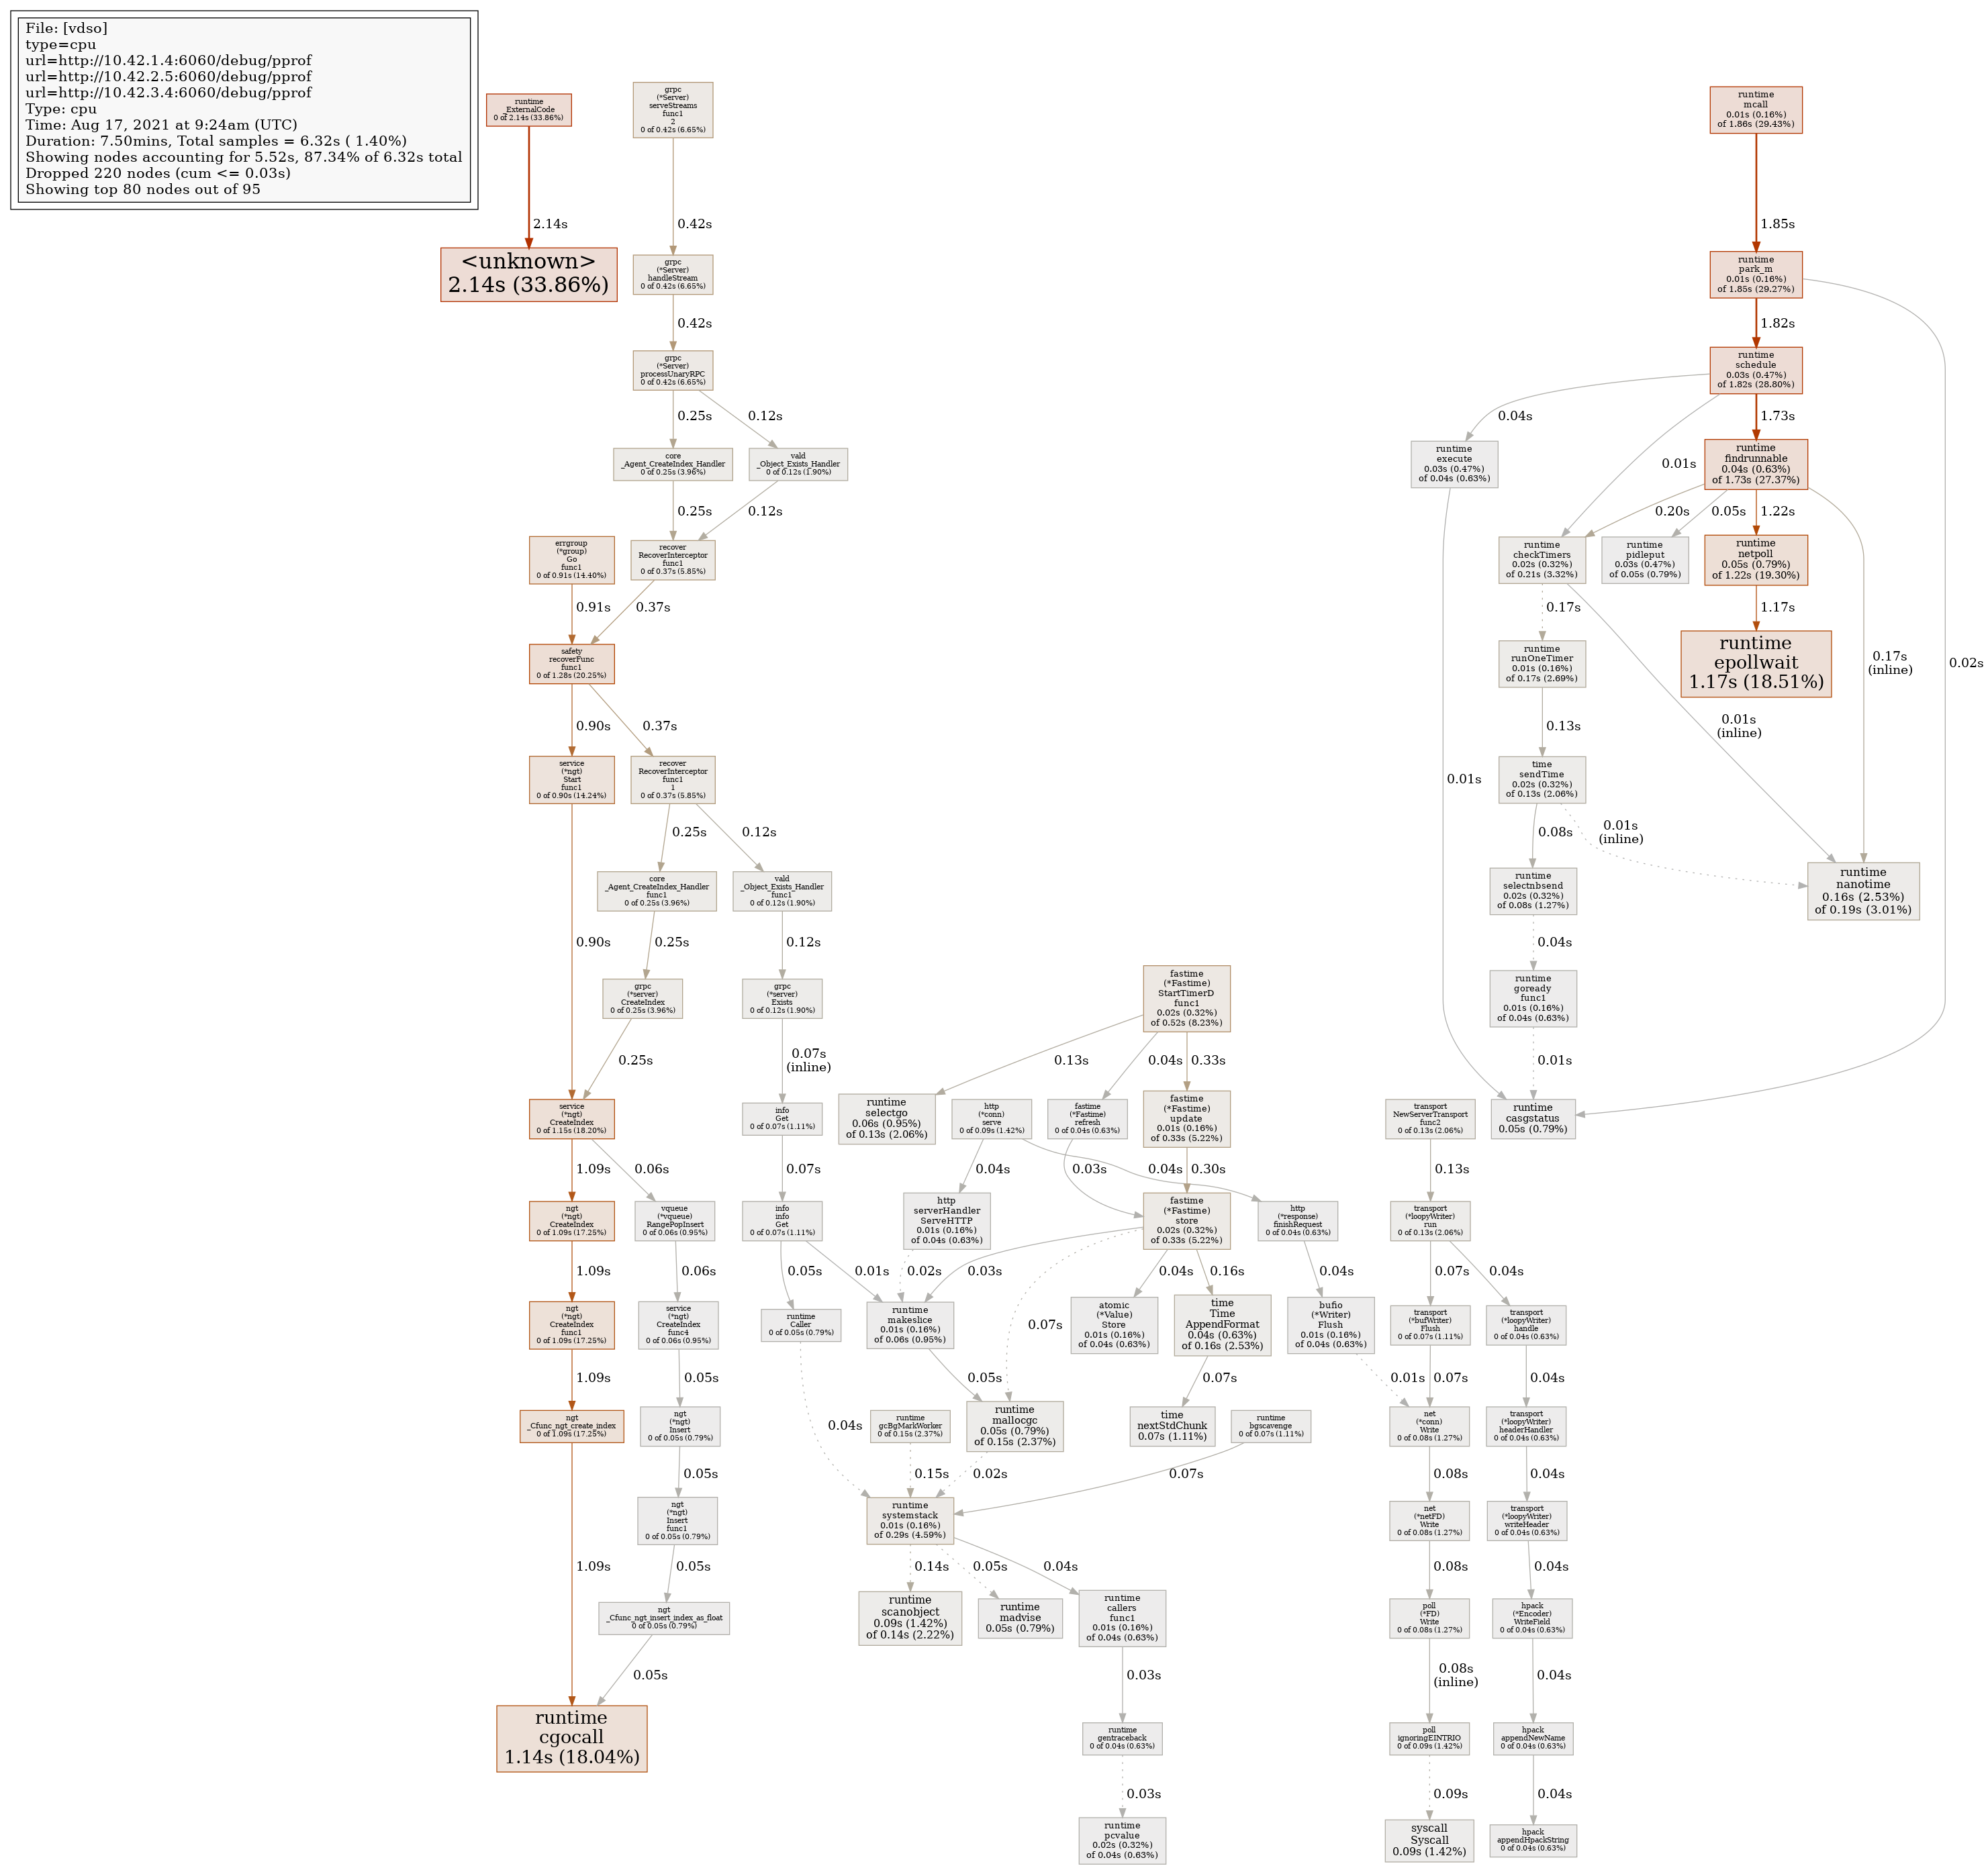 File: [vdso]
type=cpu
url=http://10.42.1.4:6060/debug/pprof
url=http://10.42.2.5:6060/debug/pprof
url=http://10.42.3.4:6060/debug/pprof
Type: cpu
Time: Aug 17, 2021 at 9:24am (UTC)
Duration: 7.50mins, Total samples = 6.32s ( 1.40%)
Showing nodes accounting for 5.52s, 87.34% of 6.32s total
Dropped 220 nodes (cum <= 0.03s)
Showing top 80 nodes out of 95
runtime
_ExternalCode
0 of 2.14s (33.86%)
2.14s
<unknown>
2.14s (33.86%)
grpc
(*Server)
serveStreams
func1
2
0 of 0.42s (6.65%)
0.42s
grpc
(*Server)
handleStream
0 of 0.42s (6.65%)
0.42s
grpc
(*Server)
processUnaryRPC
0 of 0.42s (6.65%)
0.25s
0.12s
core
_Agent_CreateIndex_Handler
0 of 0.25s (3.96%)
vald
_Object_Exists_Handler
0 of 0.12s (1.90%)
0.25s
0.12s
errgroup
(*group)
Go
func1
0 of 0.91s (14.40%)
recover
RecoverInterceptor
func1
0 of 0.37s (5.85%)
0.91s
0.37s
safety
recoverFunc
func1
0 of 1.28s (20.25%)
0.90s
0.37s
service
(*ngt)
Start
func1
0 of 0.90s (14.24%)
recover
RecoverInterceptor
func1
1
0 of 0.37s (5.85%)
0.25s
0.12s
core
_Agent_CreateIndex_Handler
func1
0 of 0.25s (3.96%)
vald
_Object_Exists_Handler
func1
0 of 0.12s (1.90%)
0.90s
0.25s
0.12s
grpc
(*server)
CreateIndex
0 of 0.25s (3.96%)
grpc
(*server)
Exists
0 of 0.12s (1.90%)
0.25s
0.07s
(inline)
service
(*ngt)
CreateIndex
0 of 1.15s (18.20%)
info
Get
0 of 0.07s (1.11%)
1.09s
0.06s
0.07s
ngt
(*ngt)
CreateIndex
0 of 1.09s (17.25%)
vqueue
(*vqueue)
RangePopInsert
0 of 0.06s (0.95%)
info
info
Get
0 of 0.07s (1.11%)
1.09s
0.06s
0.05s
0.01s
ngt
(*ngt)
CreateIndex
func1
0 of 1.09s (17.25%)
service
(*ngt)
CreateIndex
func4
0 of 0.06s (0.95%)
runtime
Caller
0 of 0.05s (0.79%)
1.09s
0.05s
0.04s
ngt
_Cfunc_ngt_create_index
0 of 1.09s (17.25%)
ngt
(*ngt)
Insert
0 of 0.05s (0.79%)
0.05s
ngt
(*ngt)
Insert
func1
0 of 0.05s (0.79%)
1.09s
0.05s
ngt
_Cfunc_ngt_insert_index_as_float
0 of 0.05s (0.79%)
0.05s
runtime
cgocall
1.14s (18.04%)
fastime
(*Fastime)
StartTimerD
func1
0.02s (0.32%)
of 0.52s (8.23%)
0.13s
0.04s
0.33s
runtime
selectgo
0.06s (0.95%)
of 0.13s (2.06%)
http
(*conn)
serve
0 of 0.09s (1.42%)
fastime
(*Fastime)
refresh
0 of 0.04s (0.63%)
fastime
(*Fastime)
update
0.01s (0.16%)
of 0.33s (5.22%)
0.04s
0.03s
0.04s
0.30s
http
serverHandler
ServeHTTP
0.01s (0.16%)
of 0.04s (0.63%)
fastime
(*Fastime)
store
0.02s (0.32%)
of 0.33s (5.22%)
http
(*response)
finishRequest
0 of 0.04s (0.63%)
0.02s
0.03s
0.07s
0.04s
0.16s
0.04s
runtime
makeslice
0.01s (0.16%)
of 0.06s (0.95%)
atomic
(*Value)
Store
0.01s (0.16%)
of 0.04s (0.63%)
time
Time
AppendFormat
0.04s (0.63%)
of 0.16s (2.53%)
bufio
(*Writer)
Flush
0.01s (0.16%)
of 0.04s (0.63%)
0.05s
0.07s
0.01s
runtime
gcBgMarkWorker
0 of 0.15s (2.37%)
runtime
mallocgc
0.05s (0.79%)
of 0.15s (2.37%)
time
nextStdChunk
0.07s (1.11%)
runtime
bgscavenge
0 of 0.07s (1.11%)
0.15s
0.02s
0.07s
runtime
systemstack
0.01s (0.16%)
of 0.29s (4.59%)
0.14s
0.05s
0.04s
runtime
scanobject
0.09s (1.42%)
of 0.14s (2.22%)
runtime
madvise
0.05s (0.79%)
runtime
callers
func1
0.01s (0.16%)
of 0.04s (0.63%)
0.03s
runtime
gentraceback
0 of 0.04s (0.63%)
0.03s
runtime
pcvalue
0.02s (0.32%)
of 0.04s (0.63%)
runtime
mcall
0.01s (0.16%)
of 1.86s (29.43%)
1.85s
runtime
park_m
0.01s (0.16%)
of 1.85s (29.27%)
1.82s
0.02s
runtime
schedule
0.03s (0.47%)
of 1.82s (28.80%)
0.04s
0.01s
1.73s
runtime
execute
0.03s (0.47%)
of 0.04s (0.63%)
runtime
findrunnable
0.04s (0.63%)
of 1.73s (27.37%)
0.01s
0.20s
0.05s
1.22s
0.17s
(inline)
runtime
checkTimers
0.02s (0.32%)
of 0.21s (3.32%)
runtime
pidleput
0.03s (0.47%)
of 0.05s (0.79%)
runtime
netpoll
0.05s (0.79%)
of 1.22s (19.30%)
0.17s
0.01s
(inline)
1.17s
runtime
runOneTimer
0.01s (0.16%)
of 0.17s (2.69%)
runtime
epollwait
1.17s (18.51%)
0.13s
time
sendTime
0.02s (0.32%)
of 0.13s (2.06%)
0.08s
0.01s
(inline)
runtime
selectnbsend
0.02s (0.32%)
of 0.08s (1.27%)
runtime
nanotime
0.16s (2.53%)
of 0.19s (3.01%)
0.04s
runtime
goready
func1
0.01s (0.16%)
of 0.04s (0.63%)
0.01s
runtime
casgstatus
0.05s (0.79%)
transport
NewServerTransport
func2
0 of 0.13s (2.06%)
0.13s
transport
(*loopyWriter)
run
0 of 0.13s (2.06%)
0.07s
0.04s
transport
(*bufWriter)
Flush
0 of 0.07s (1.11%)
transport
(*loopyWriter)
handle
0 of 0.04s (0.63%)
0.07s
0.04s
net
(*conn)
Write
0 of 0.08s (1.27%)
transport
(*loopyWriter)
headerHandler
0 of 0.04s (0.63%)
0.08s
0.04s
net
(*netFD)
Write
0 of 0.08s (1.27%)
transport
(*loopyWriter)
writeHeader
0 of 0.04s (0.63%)
0.08s
0.04s
poll
(*FD)
Write
0 of 0.08s (1.27%)
hpack
(*Encoder)
WriteField
0 of 0.04s (0.63%)
0.08s
(inline)
0.04s
poll
ignoringEINTRIO
0 of 0.09s (1.42%)
hpack
appendNewName
0 of 0.04s (0.63%)
0.09s
0.04s
syscall
Syscall
0.09s (1.42%)
hpack
appendHpackString
0 of 0.04s (0.63%)